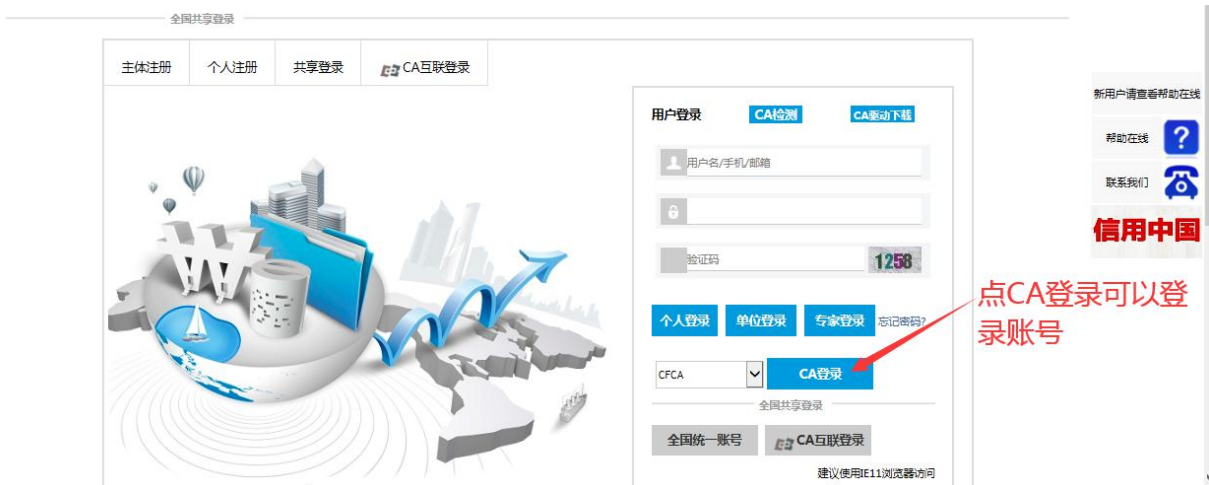 全国共享登录
主体注册 个人注册 共享登录 CA互联登录
用户登录 CA检测 CA驱动下载
用户名/手机/邮箱
验证码 1258
个人登录 单位登录 专家登录 忘记密码?
CFCA CA登录
全国共享登录
全国统一账号 CA互联登录
建议使用IE11浏览器访问
新用户请查看帮助在线
帮助在线
联系我们
信用中国
点CA登录可以登
录账号